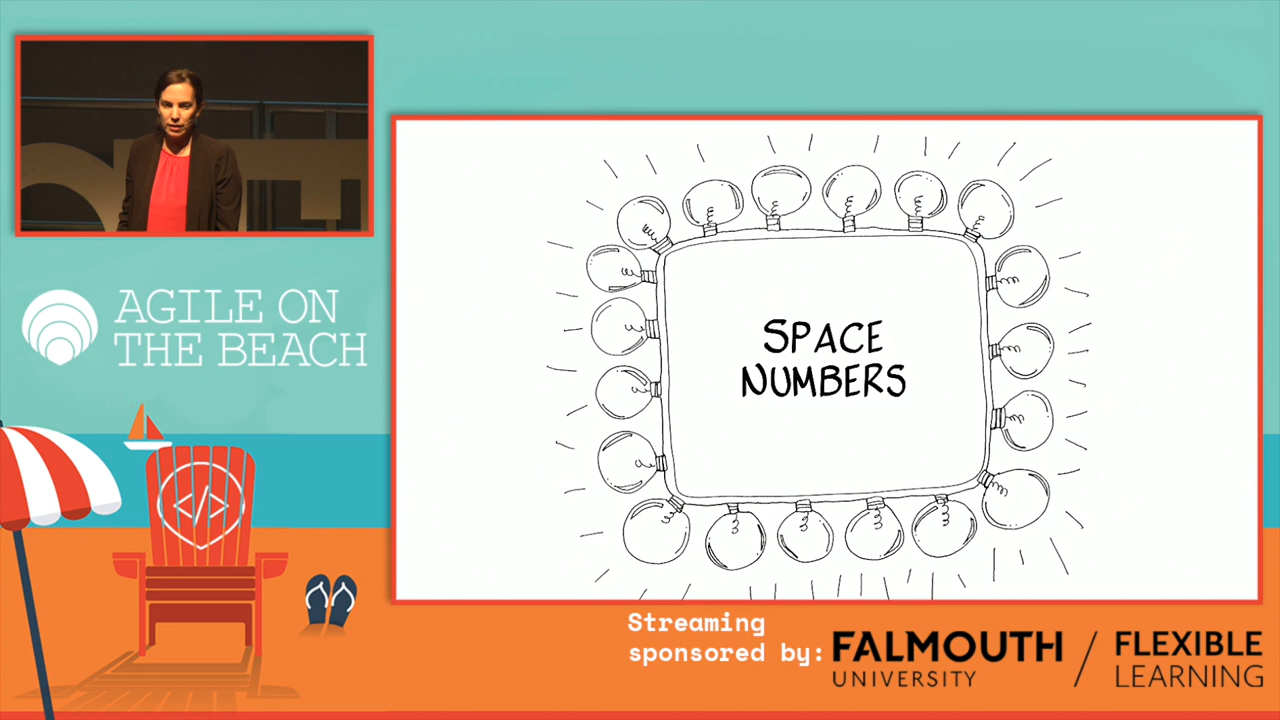 AGILE ON
THE BEACH
SPACE
NUMBERS
</>
Streaming
sponsored by:
FALMOUTH
UNIVERSITY
/
FLEXIBLE
LEARNING